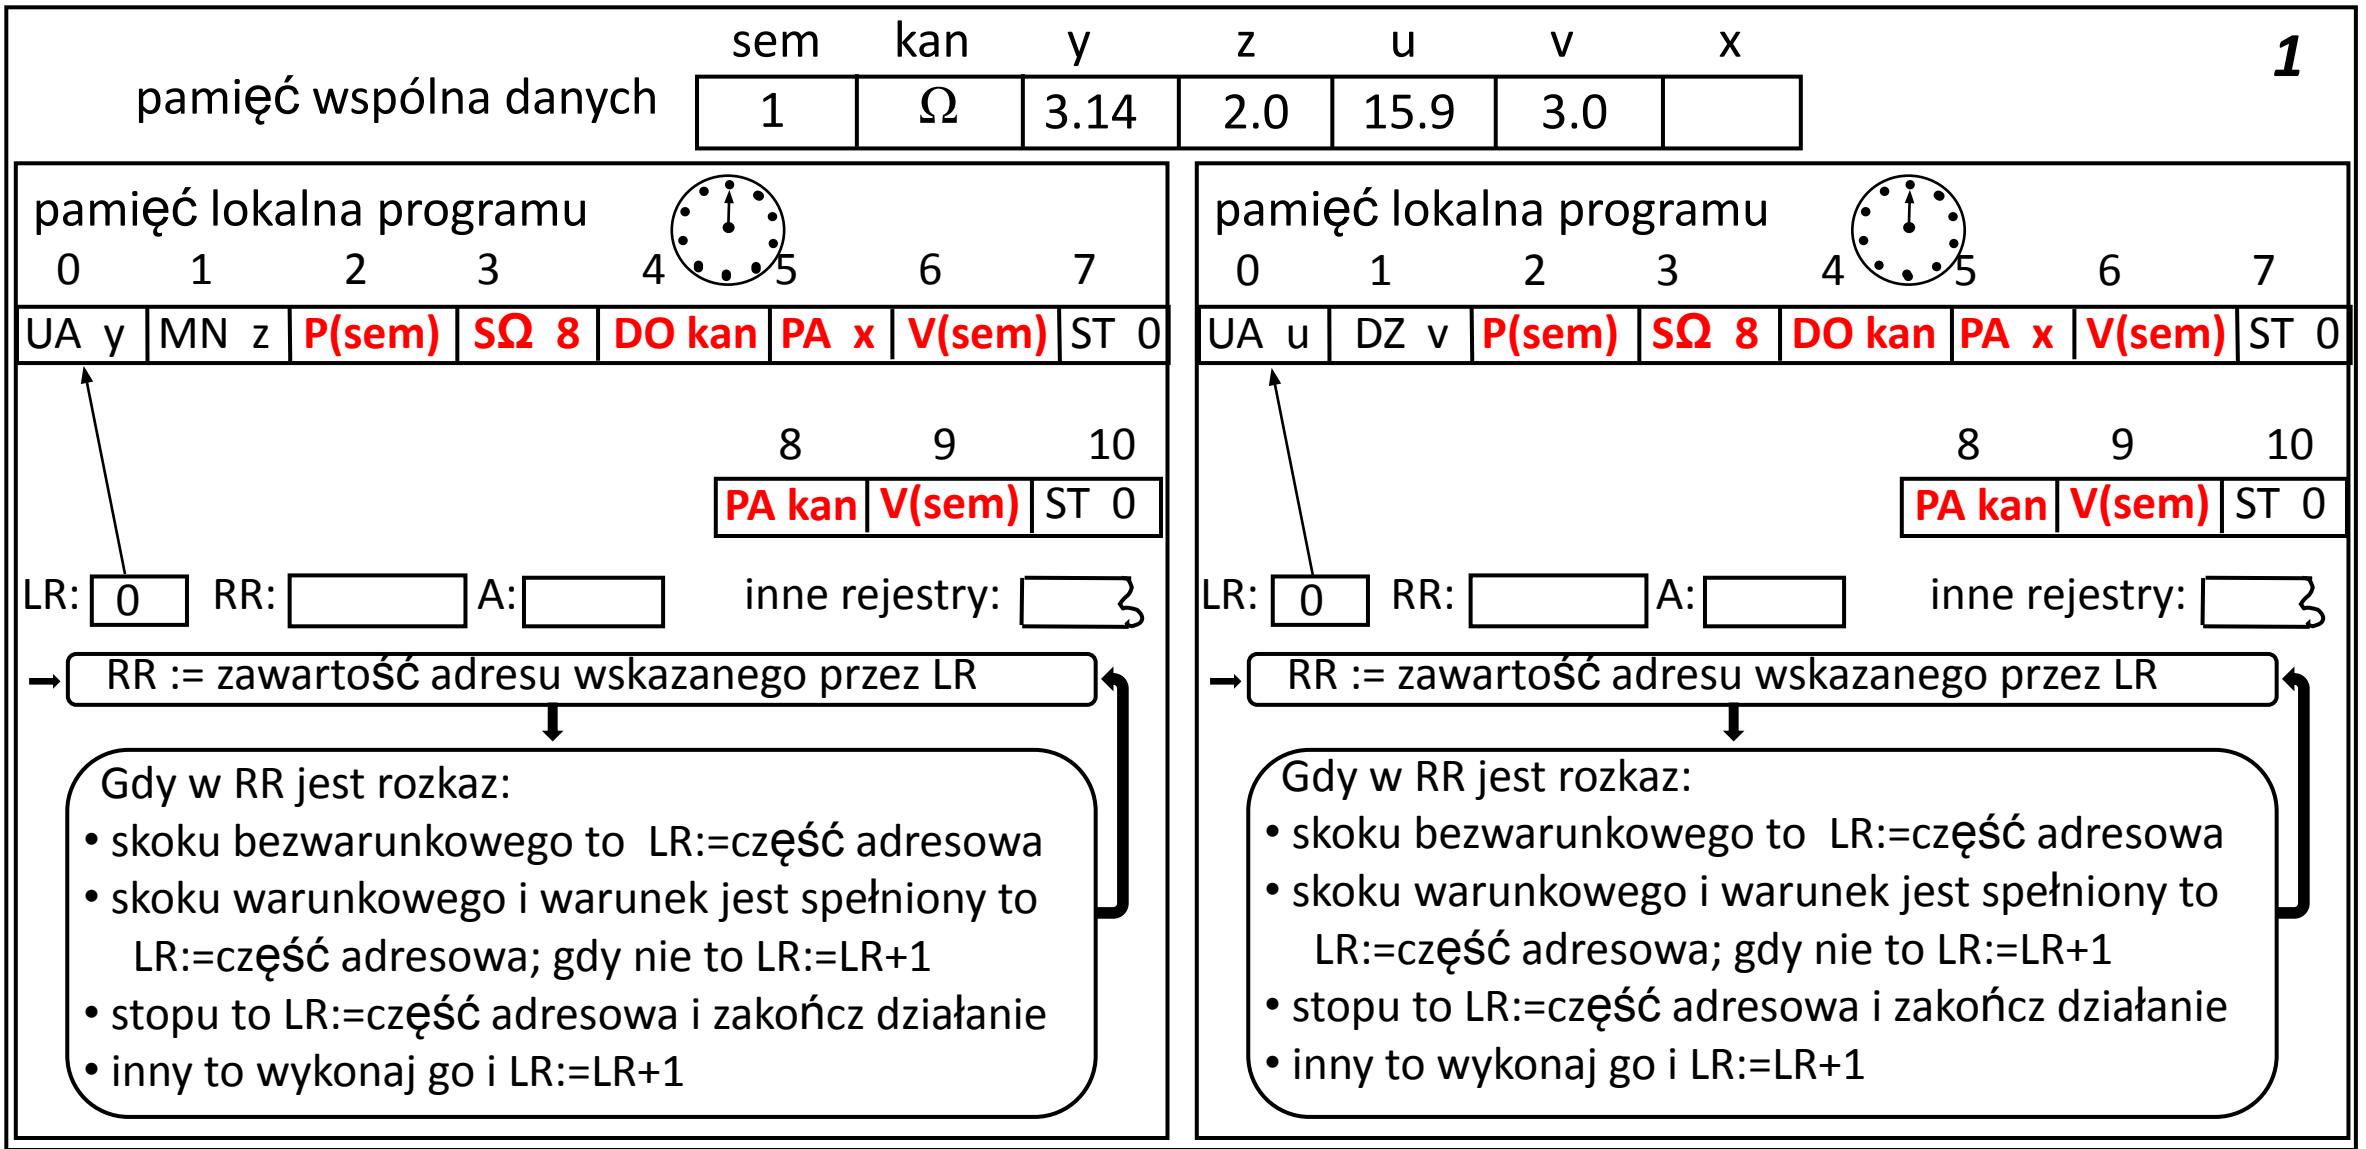 sem kan y z u v x
1
pamięć wspólna danych 1 Ω 3.14 2.0 15.9 3.0
pamięć lokalna programu
0 1 2 3 4 5 6 7
UA y MN z P(sem) SΩ 8 DO kan PA x V(sem) ST 0
8 9 10
PA kan V(sem) ST 0
LR: 0 RR: A: inne rejestry:
RR := zawartość adresu wskazanego przez LR
Gdy w RR jest rozkaz:
• skoku bezwarunkowego to LR:=część adresowa
• skoku warunkowego i warunek jest spełniony to
LR:=część adresowa; gdy nie to LR:=LR+1
• stopu to LR:=część adresowa i zakończ działanie
• inny to wykonaj go i LR:=LR+1
pamięć lokalna programu
0 1 2 3 4 5 6 7
UA u DZ v P(sem) SΩ 8 DO kan PA x V(sem) ST 0
8 9 10
PA kan V(sem) ST 0
LR: 0 RR: A: inne rejestry:
RR := zawartość adresu wskazanego przez LR
Gdy w RR jest rozkaz:
• skoku bezwarunkowego to LR:=część adresowa
• skoku warunkowego i warunek jest spełniony to
LR:=część adresowa; gdy nie to LR:=LR+1
• stopu to LR:=część adresowa i zakończ działanie
• inny to wykonaj go i LR:=LR+1